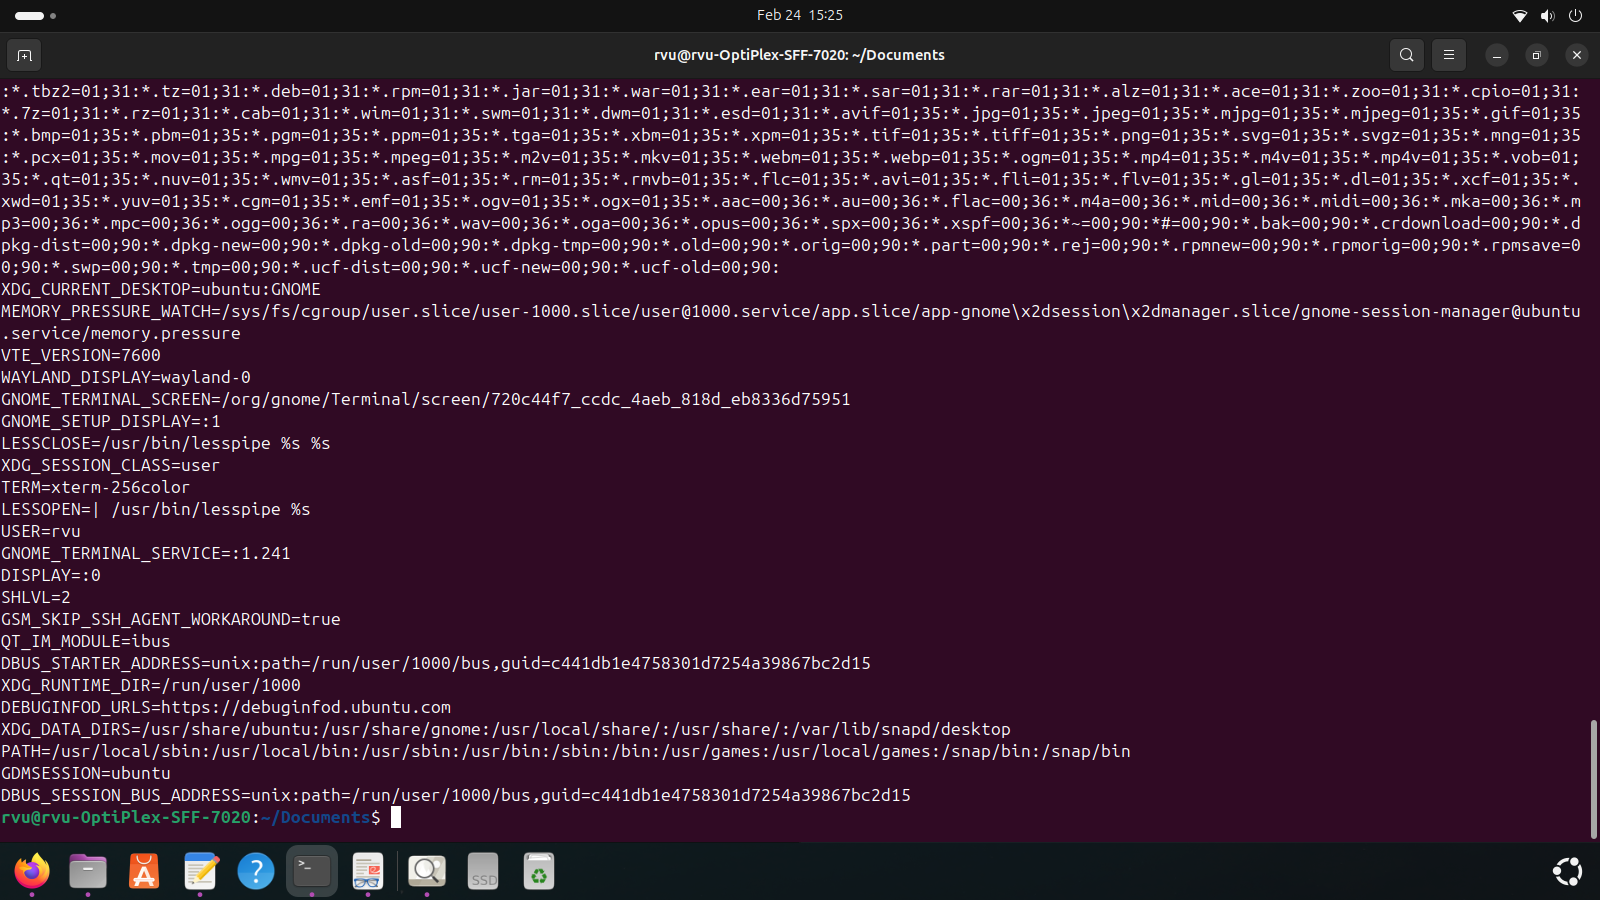 Feb 24  15:25
rvu@rvu-OptiPlex-SFF-7020: ~/Documents
:*.tbz2=01;31:*.tz=01;31:*.deb=01;31:*.rpm=01;31:*.jar=01;31:*.war=01;31:*.ear=01;31:*.sar=01;31:*.rar=01;31:*.alz=01;31:*.ace=01;31:*.zoo=01;31:*.cpio=01;31:
*.7z=01;31:*.rz=01;31:*.cab=01;31:*.wim=01;31:*.swm=01;31:*.dwm=01;31:*.esd=01;31:*.avif=01;35:*.jpg=01;35:*.jpeg=01;35:*.mjpg=01;35:*.mjpeg=01;35:*.gif=01;35
:*.bmp=01;35:*.pbm=01;35:*.pgm=01;35:*.ppm=01;35:*.tga=01;35:*.xbm=01;35:*.xpm=01;35:*.tif=01;35:*.tiff=01;35:*.png=01;35:*.svg=01;35:*.svgz=01;35:*.mng=01;35
:*.pcx=01;35:*.mov=01;35:*.mpg=01;35:*.mpeg=01;35:*.m2v=01;35:*.mkv=01;35:*.webm=01;35:*.webp=01;35:*.ogm=01;35:*.mp4=01;35:*.m4v=01;35:*.mp4v=01;35:*.vob=01;
35:*.qt=01;35:*.nuv=01;35:*.wmv=01;35:*.asf=01;35:*.rm=01;35:*.rmvb=01;35:*.flc=01;35:*.avi=01;35:*.fli=01;35:*.flv=01;35:*.gl=01;35:*.dl=01;35:*.xcf=01;35:*.
xwd=01;35:*.yuv=01;35:*.cgm=01;35:*.emf=01;35:*.ogv=01;35:*.ogx=01;35:*.aac=00;36:*.au=00;36:*.flac=00;36:*.m4a=00;36:*.mid=00;36:*.midi=00;36:*.mka=00;36:*.m
p3=00;36:*.mpc=00;36:*.ogg=00;36:*.ra=00;36:*.wav=00;36:*.oga=00;36:*.opus=00;36:*.spx=00;36:*.xspf=00;36:*~=00;90:*#=00;90:*.bak=00;90:*.crdownload=00;90:*.d
pkg-dist=00;90:*.dpkg-new=00;90:*.dpkg-old=00;90:*.dpkg-tmp=00;90:*.old=00;90:*.orig=00;90:*.part=00;90:*.rej=00;90:*.rpmnew=00;90:*.rpmorig=00;90:*.rpmsave=0
0;90:*.swp=00;90:*.tmp=00;90:*.ucf-dist=00;90:*.ucf-new=00;90:*.ucf-old=00;90:
XDG_CURRENT_DESKTOP=ubuntu:GNOME
MEMORY_PRESSURE_WATCH=/sys/fs/cgroup/user.slice/user-1000.slice/user@1000.service/app.slice/app-gnome\x2dsession\x2dmanager.slice/gnome-session-manager@ubuntu
.service/memory.pressure
VTE_VERSION=7600
WAYLAND_DISPLAY=wayland-0
GNOME_TERMINAL_SCREEN=/org/gnome/Terminal/screen/720c44f7_ccdc_4aeb_818d_eb8336d75951
GNOME_SETUP_DISPLAY=:1
LESSCLOSE=/usr/bin/lesspipe %s %s
XDG_SESSION_CLASS=user
TERM=xterm-256color
LESSOPEN=| /usr/bin/lesspipe %s
USER=rvu
GNOME_TERMINAL_SERVICE=:1.241
DISPLAY=:0
SHLVL=2
GSM_SKIP_SSH_AGENT_WORKAROUND=true
QT_IM_MODULE=ibus
DBUS_STARTER_ADDRESS=unix:path=/run/user/1000/bus,guid=c441db1e4758301d7254a39867bc2d15
XDG_RUNTIME_DIR=/run/user/1000
DEBUGINFOD_URLS=https://debuginfod.ubuntu.com
XDG_DATA_DIRS=/usr/share/ubuntu:/usr/share/gnome:/usr/local/share/:/usr/share/:/var/lib/snapd/desktop
PATH=/usr/local/sbin:/usr/local/bin:/usr/sbin:/usr/bin:/sbin:/bin:/usr/games:/usr/local/games:/snap/bin:/snap/bin
GDMSESSION=ubuntu
DBUS_SESSION_BUS_ADDRESS=unix:path=/run/user/1000/bus,guid=c441db1e4758301d7254a39867bc2d15
rvu@rvu-OptiPlex-SFF-7020:~/Documents$
SSD